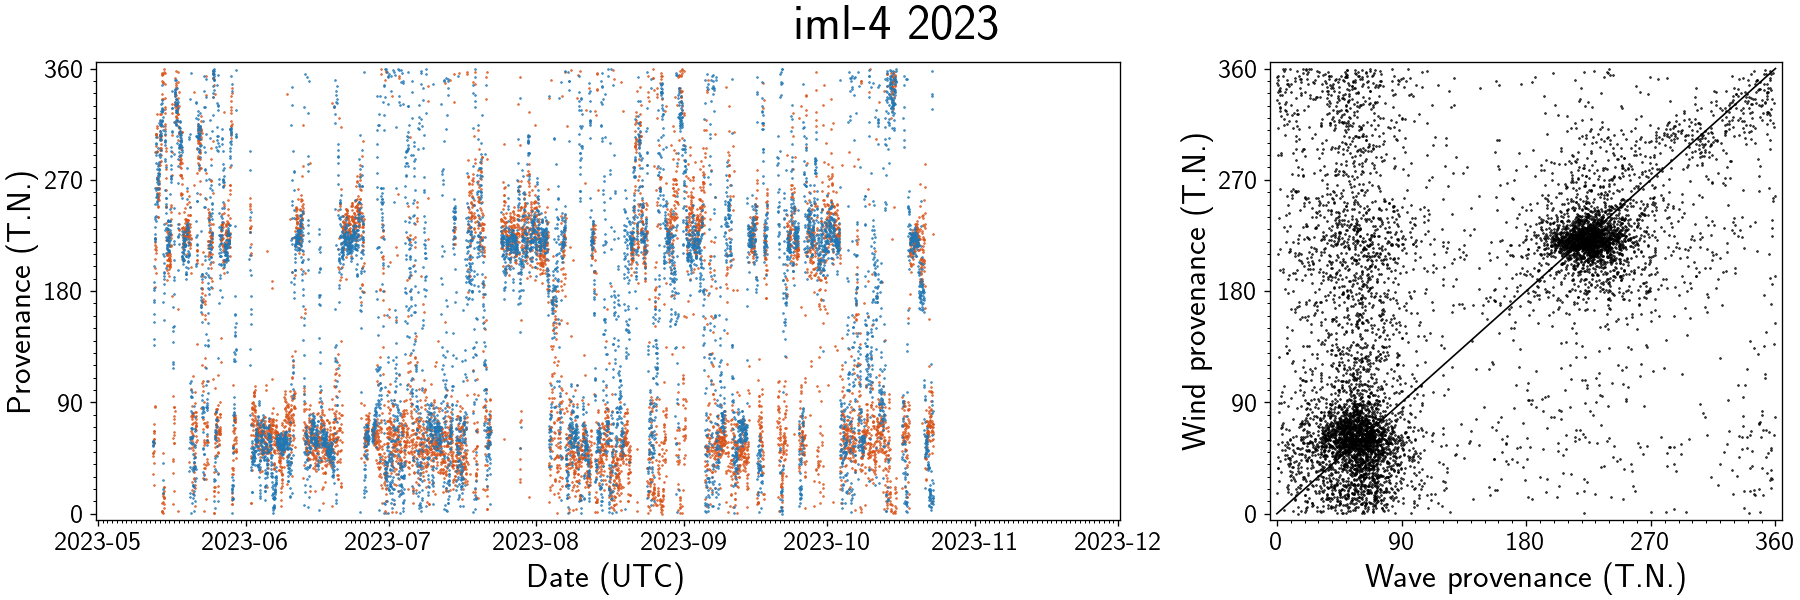 iml-4 2023
Provenance (T.N.)
360
270
180
90
0
2023-05 2023-06 2023-07 2023-08 2023-09 2023-10 2023-11 2023-12
Date (UTC)
Wind provenance (T.N.)
360
270
180
90
0
0 90 180 270 360
Wave provenance (T.N.)